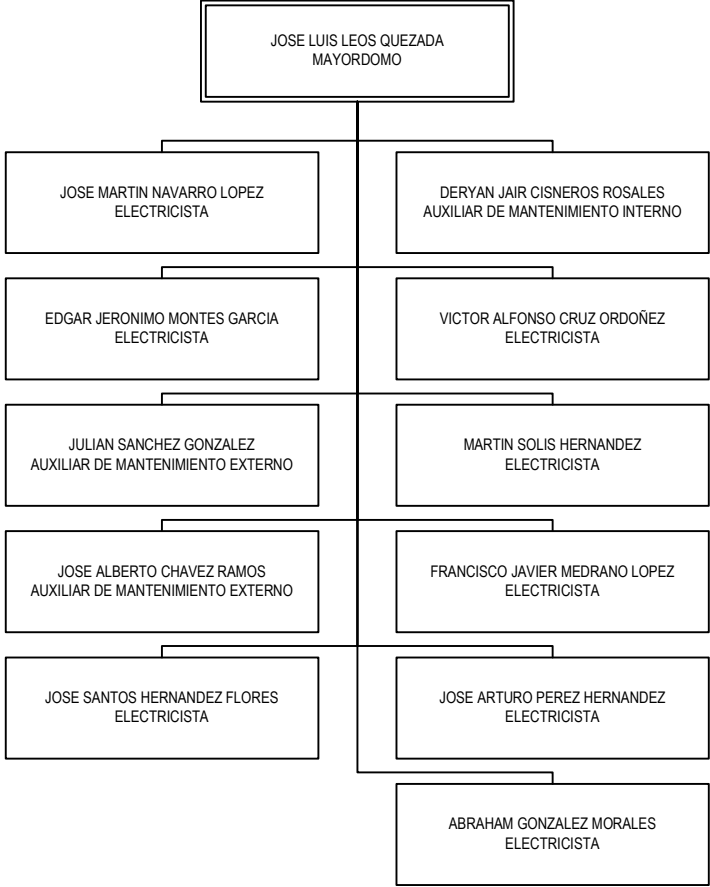 JOSE LUIS LEOS QUEZADA
MAYORDOMO
JOSE MARTIN NAVARRO LOPEZ
ELECTRICISTA
DERYAN JAIR CISNEROS ROSALES
AUXILIAR DE MANTENIMIENTO INTERNO
EDGAR JERONIMO MONTES GARCIA
ELECTRICISTA
VICTOR ALFONSO CRUZ ORDOÑEZ
ELECTRICISTA
JULIAN SANCHEZ GONZALEZ
AUXILIAR DE MANTENIMIENTO EXTERNO
MARTIN SOLIS HERNANDEZ
ELECTRICISTA
JOSE ALBERTO CHAVEZ RAMOS
AUXILIAR DE MANTENIMIENTO EXTERNO
FRANCISCO JAVIER MEDRANO LOPEZ
ELECTRICISTA
JOSE SANTOS HERNANDEZ FLORES
ELECTRICISTA
JOSE ARTURO PEREZ HERNANDEZ
ELECTRICISTA
ABRAHAM GONZALEZ MORALES
ELECTRICISTA